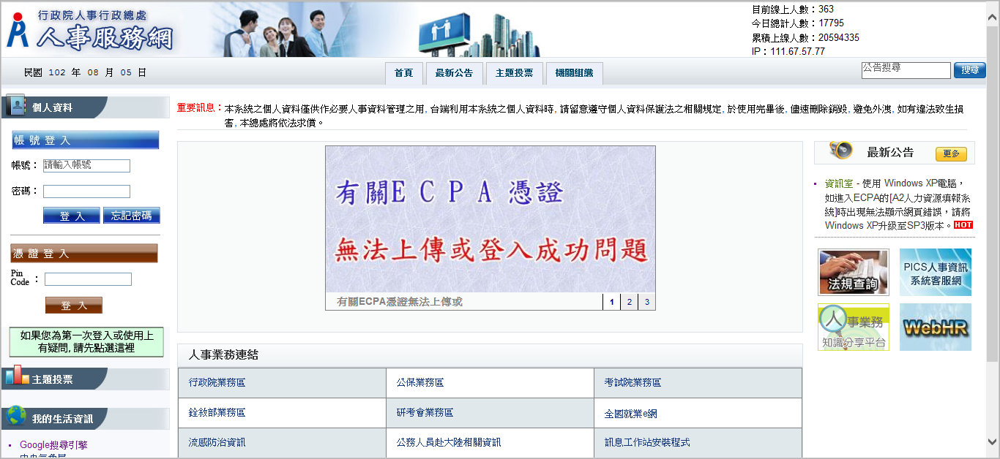 行政院人事行政總處
人事服務網
目前線上人數：363
今日總計人數：17795
累積上線人數：20594335
IP：111.67.57.77
民國 102 年 08 月 05 日
首頁
最新公告
主題投票
機關組織
公告搜尋
搜尋
個人資料
重要訊息：
本系統之個人資料僅供作必要人事資料管理之用, 台端利用本系統之個人資料時, 請留意遵守個人資料保護法之相關規定, 於使用完畢後, 儘速刪除銷毀, 避免外洩, 如有違法致生損
害, 本總處將依法求償。
帳 號 登 入
帳號：
請輸入帳號
密碼：
登 入
忘記密碼
憑 證 登 入
Pin
Code ：
登 入
如果您為第一次登入或使用上
有疑問, 請先點選這裡
主題投票
我的生活資訊
Google搜尋引擎
中央氣象局
有關E C P A 憑證
無法上傳或登入成功問題
有關ECPA憑證無法上傳或
1
2
3
人事業務連結
行政院業務區
公保業務區
考試院業務區
銓敘部業務區
研考會業務區
全國就業e網
流感防治資訊
公務人員赴大陸相關資訊
訊息工作站安裝程式
最新公告
更多
資訊室 - 使用 Windows XP電腦，
如進入ECPA的[A2人力資源填報系
統]時出現無法顯示網頁錯誤，請將
Windows XP升級至SP3版本。HOT
法規查詢
PICS人事資訊
系統客服網
人事業務
知識分享平台
WebHR